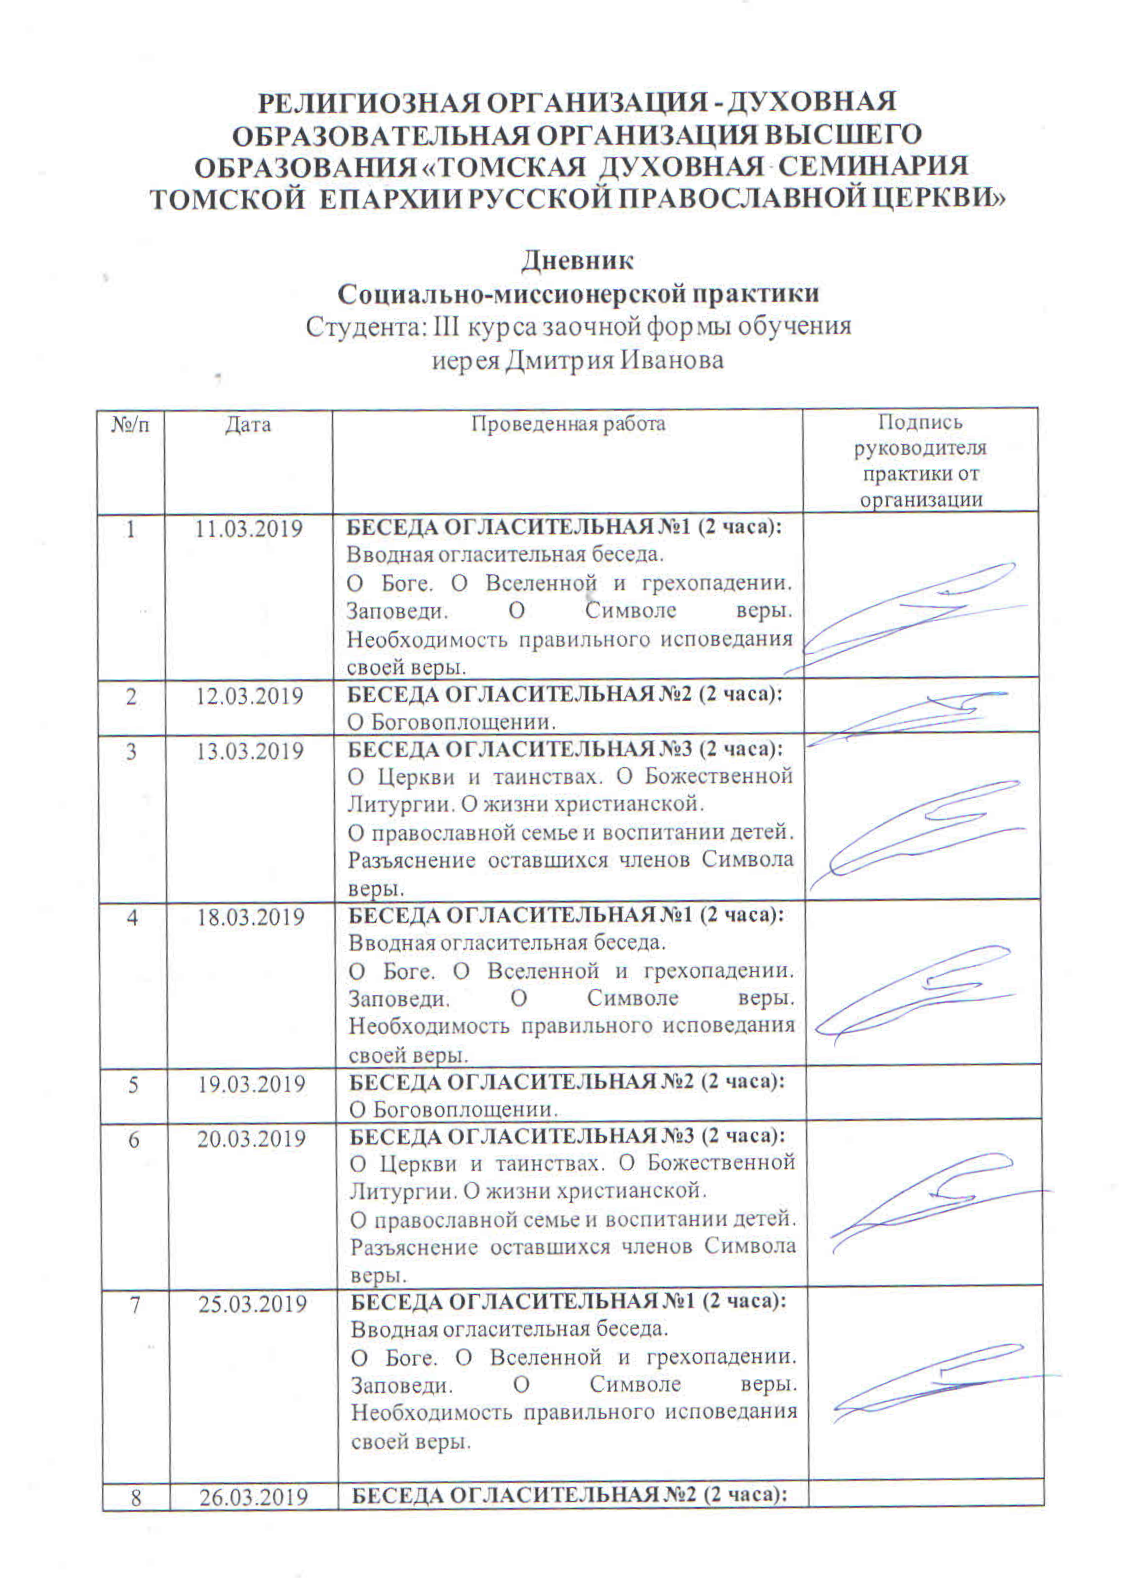 РЕЛИГИОЗНАЯ ОРГАНИЗАЦИЯ - ДУХОВНАЯ
ОБРАЗОВАТЕЛЬНАЯ ОРГАНИЗАЦИЯ ВЫСШЕГО
ОБРАЗОВАНИЯ «ТОМСКАЯ ДУХОВНАЯ СЕМИНАРИЯ
ТОМСКОЙ ЕПАРХИИ РУССКОЙ ПРАВОСЛАВНОЙ ЦЕРКВИ»
Дневник
Социально-миссионерской практики
Студента: III курса заочной формы обучения
иерея Дмитрия Иванова
№/п Дата Проведенная работа Подпись
руководителя
практики от
организации
1 11.03.2019 БЕСЕДА ОГЛАСИТЕЛЬНАЯ №1 (2 часа):
Вводная огласительная беседа.
О Боге. О Вселенной и грехопадении.
Заповеди. О Символе веры.
Необходимость правильного исповедания
своей веры.
2 12.03.2019 БЕСЕДА ОГЛАСИТЕЛЬНАЯ №2 (2 часа):
О Боговоплощении.
3 13.03.2019 БЕСЕДА ОГЛАСИТЕЛЬНАЯ №3 (2 часа):
О Церкви и таинствах. О Божественной
Литургии. О жизни христианской.
О православной семье и воспитании детей.
Разъяснение оставшихся членов Символа
веры.
4 18.03.2019 БЕСЕДА ОГЛАСИТЕЛЬНАЯ №1 (2 часа):
Вводная огласительная беседа.
О Боге. О Вселенной и грехопадении.
Заповеди. О Символе веры.
Необходимость правильного исповедания
своей веры.
5 19.03.2019 БЕСЕДА ОГЛАСИТЕЛЬНАЯ №2 (2 часа):
О Боговоплощении.
6 20.03.2019 БЕСЕДА ОГЛАСИТЕЛЬНАЯ №3 (2 часа):
О Церкви и таинствах. О Божественной
Литургии. О жизни христианской.
О православной семье и воспитании детей.
Разъяснение оставшихся членов Символа
веры.
7 25.03.2019 БЕСЕДА ОГЛАСИТЕЛЬНАЯ №1 (2 часа):
Вводная огласительная беседа.
О Боге. О Вселенной и грехопадении.
Заповеди. О Символе веры.
Необходимость правильного исповедания
своей веры.
8 26.03.2019 БЕСЕДА ОГЛАСИТЕЛЬНАЯ №2 (2 часа):